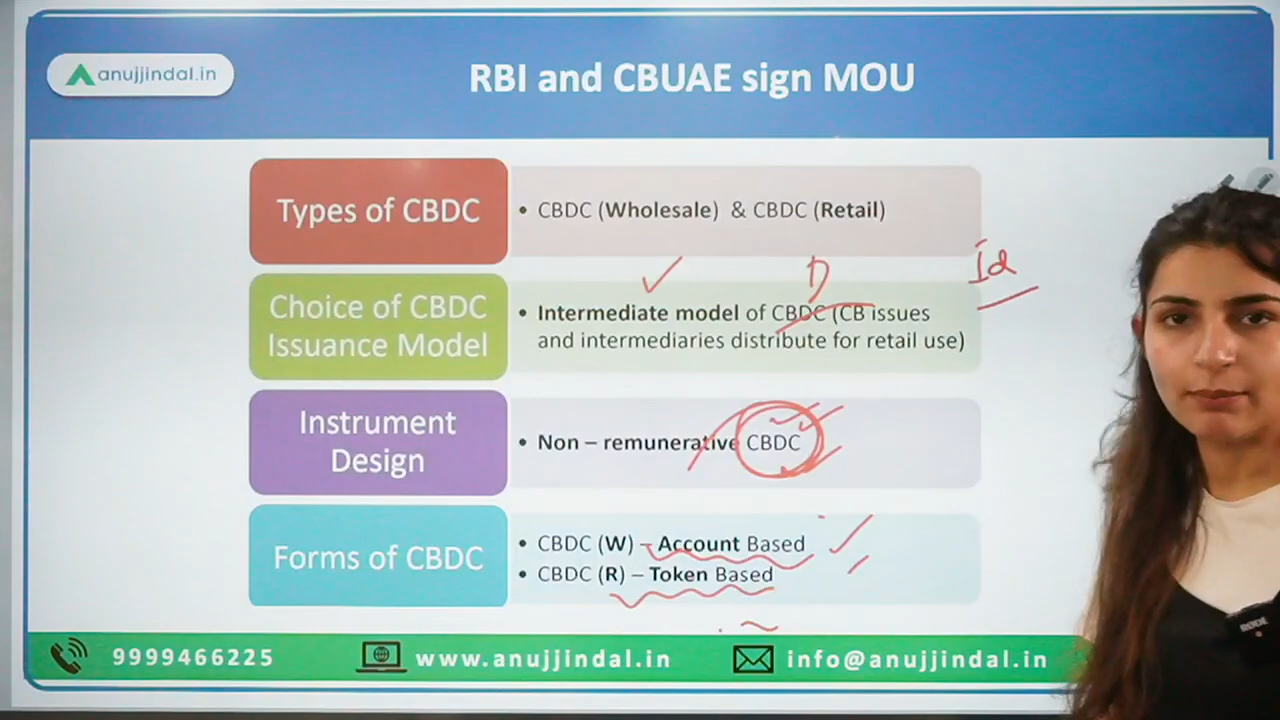 anujjindal.in
RBI and CBUAE sign MOU
Types of CBDC
• CBDC (Wholesale) & CBDC (Retail)
Choice of CBDC
Issuance Model
• Intermediate model of CBDC (CB issues
and intermediaries distribute for retail use)
D
Id
Instrument
Design
• Non – remunerative CBDC
Forms of CBDC
• CBDC (W) – Account Based
• CBDC (R) – Token Based
9999466225
www.anujjindal.in
info@anujjindal.in
RODE